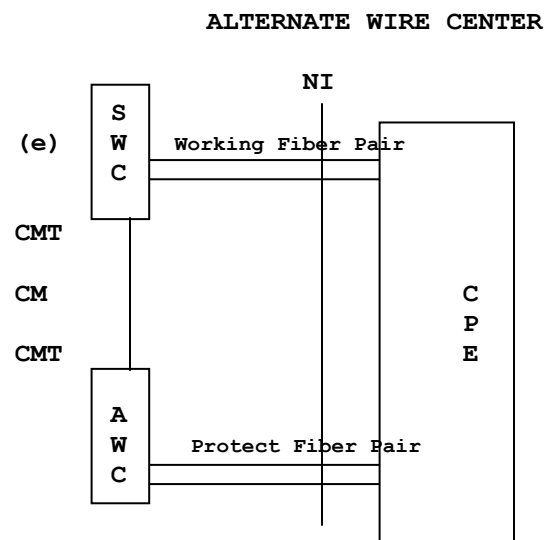 ALTERNATE WIRE CENTER
NI
S
W
C
(e)
Working Fiber Pair
CMT
CM
CMT
C
P
E
A
W
C
Protect Fiber Pair